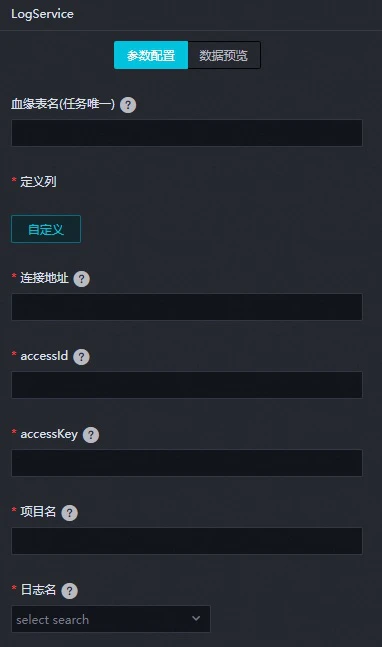 LogService
参数配置 数据预览
血缘表名(任务唯一) ?
* 定义列
自定义
* 连接地址 ?
* accessId ?
* accessKey ?
* 项目名 ?
* 日志名 ?
select search